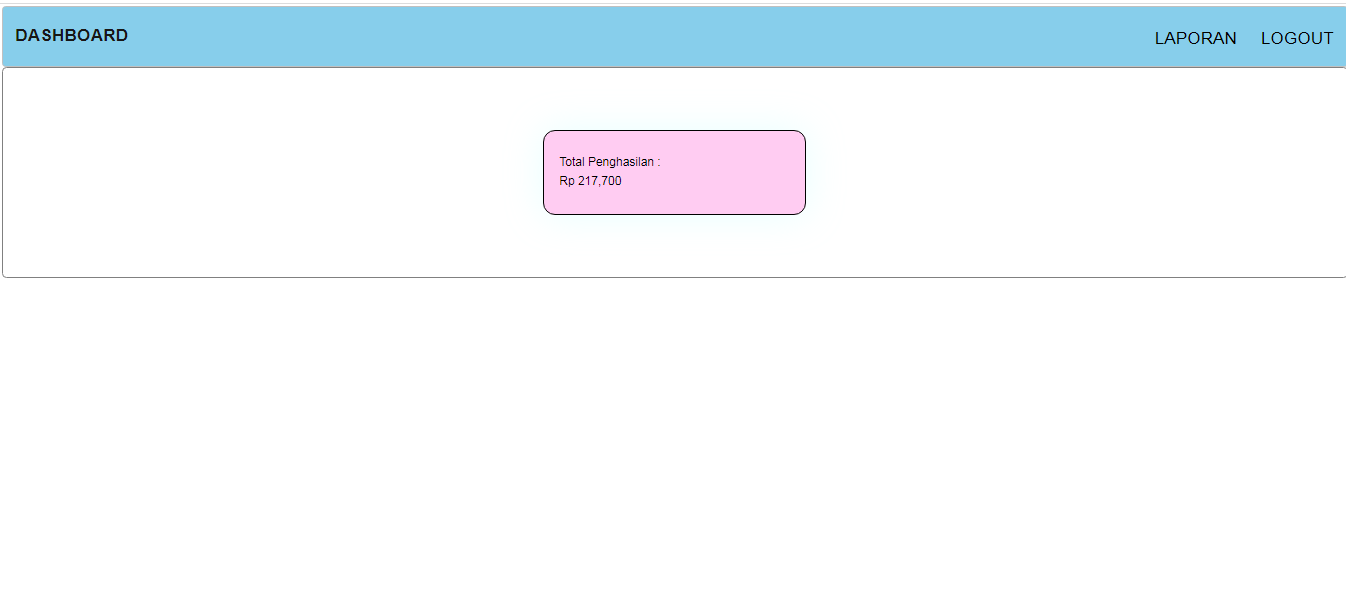 DASHBOARD
LAPORAN LOGOUT
Total Penghasilan :
Rp 217,700